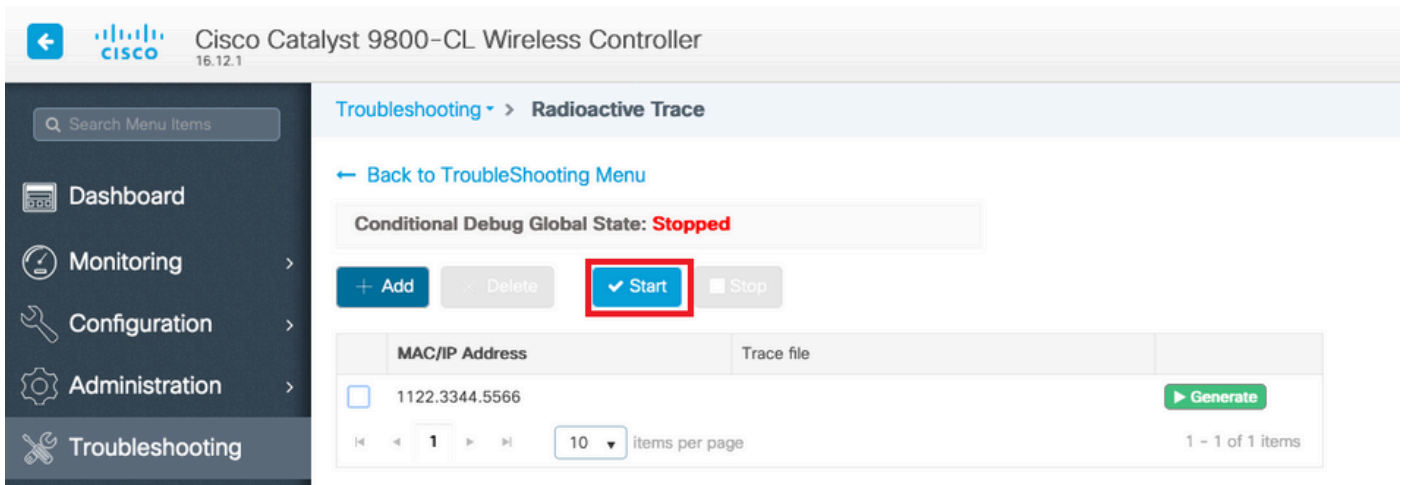 CISCO
Cisco Catalyst 9800-CL Wireless Controller
16.12.1
Search Menu Items
Dashboard
Monitoring
Configuration
Administration
Troubleshooting
Troubleshooting > Radioactive Trace
← Back to TroubleShooting Menu
Conditional Debug Global State: Stopped
+ Add × Delete ✔ Start Stop
MAC/IP Address Trace file
1122.3344.5566 Generate
1 10 items per page 1 - 1 of 1 items